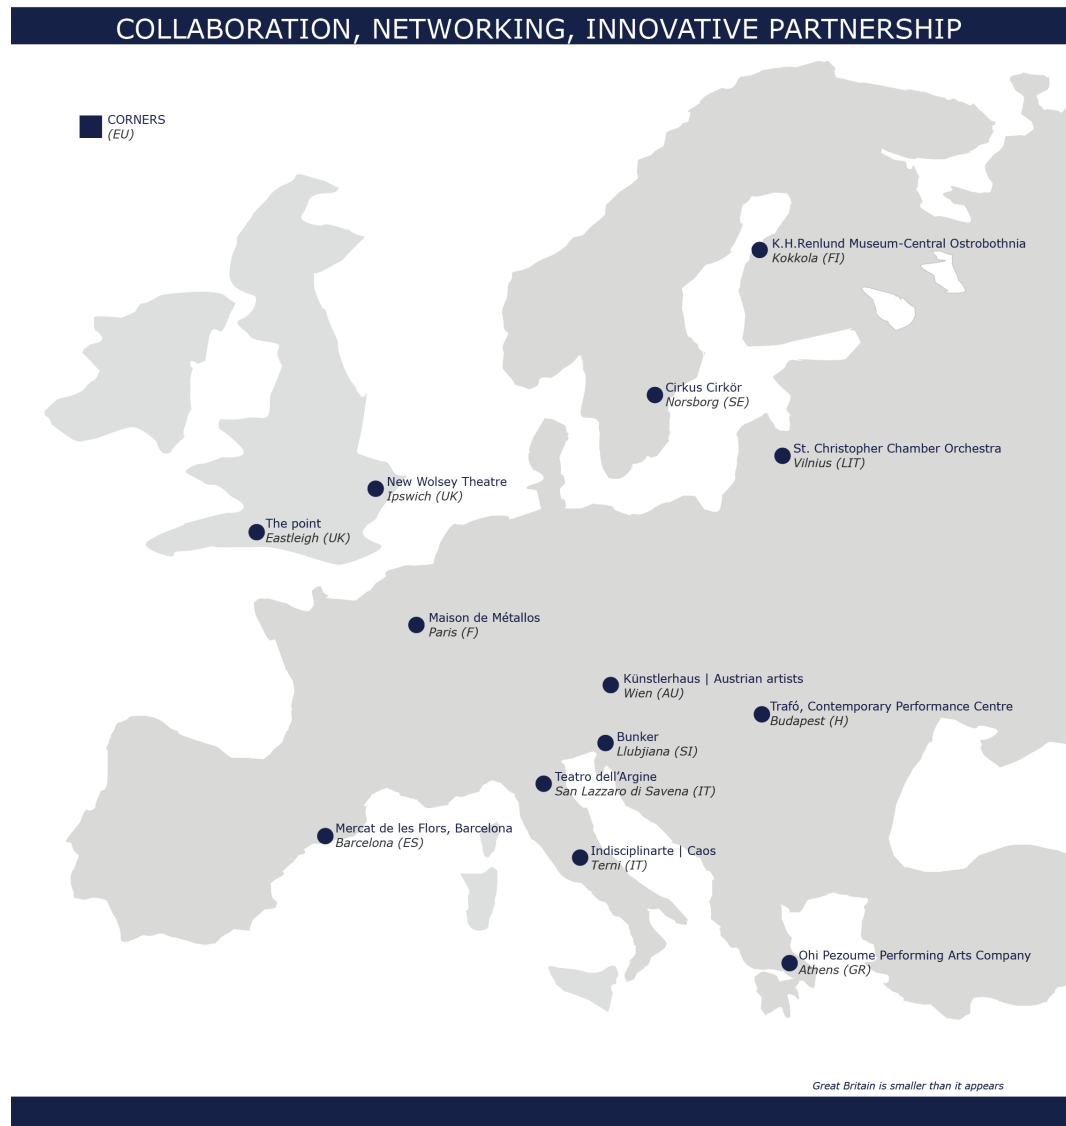 COLLABORATION, NETWORKING, INNOVATIVE PARTNERSHIP
CORNERS
(EU)
K.H.Renlund Museum-Central Ostrobothnia
Kokkola (FI)
Cirkus Cirkör
Norsborg (SE)
St. Christopher Chamber Orchestra
Vilnius (LIT)
New Wolsey Theatre
Ipswich (UK)
The point
Eastleigh (UK)
Maison de Métallos
Paris (F)
Künstlerhaus | Austrian artists
Wien (AU)
Trafó, Contemporary Performance Centre
Budapest (H)
Bunker
Llubjiana (SI)
Teatro dell'Argine
San Lazzaro di Savena (IT)
Mercat de les Flors, Barcelona
Barcelona (ES)
Indisciplinarte | Caos
Terni (IT)
Ohi Pezoume Performing Arts Company
Athens (GR)
Great Britain is smaller than it appears